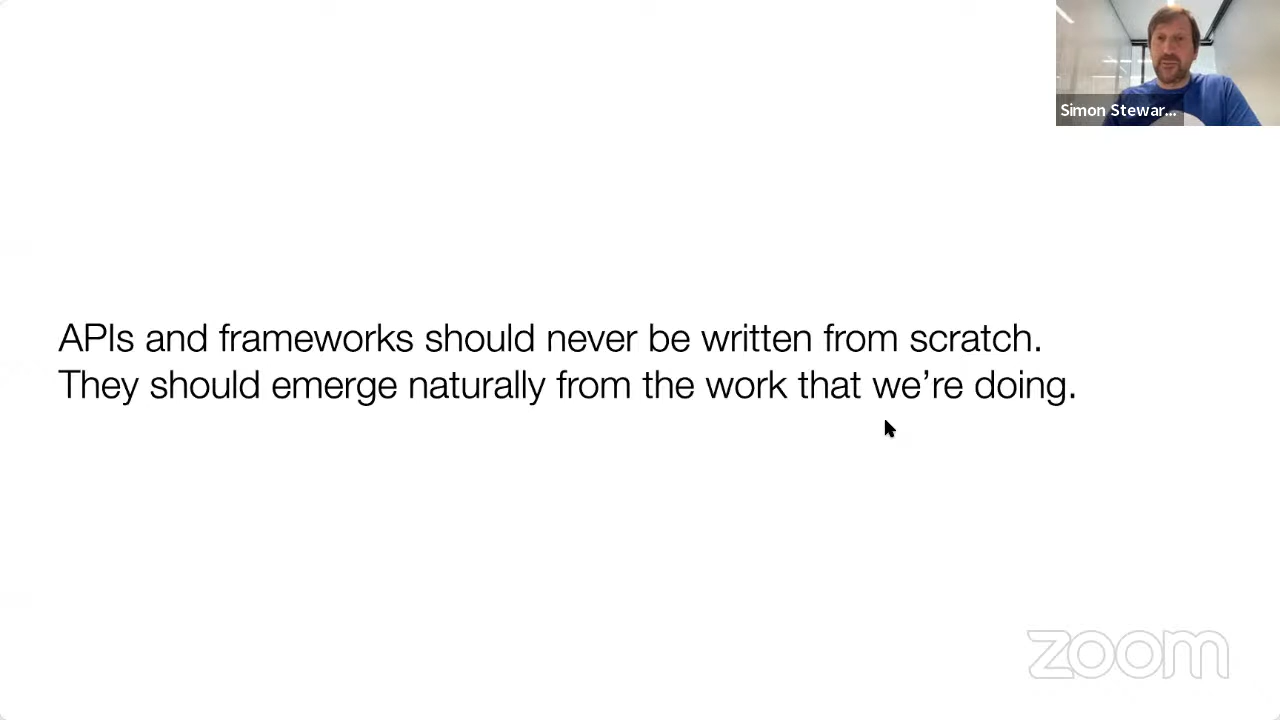 Simon Stewar...
APIs and frameworks should never be written from scratch.
They should emerge naturally from the work that we're doing.
zoom